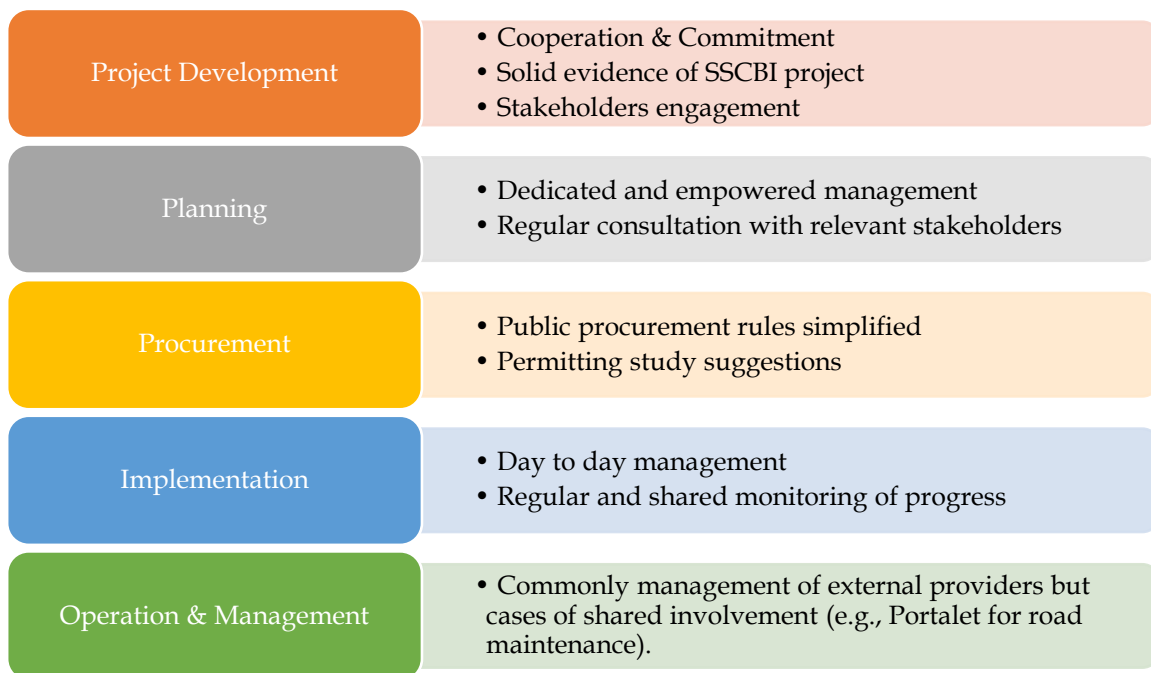 Project Development
• Cooperation & Commitment
• Solid evidence of SSCBI project
• Stakeholders engagement
Planning
• Dedicated and empowered management
• Regular consultation with relevant stakeholders
Procurement
• Public procurement rules simplified
• Permitting study suggestions
Implementation
• Day to day management
• Regular and shared monitoring of progress
Operation & Management
• Commonly management of external providers but
cases of shared involvement (e.g., Portalet for road
maintenance).